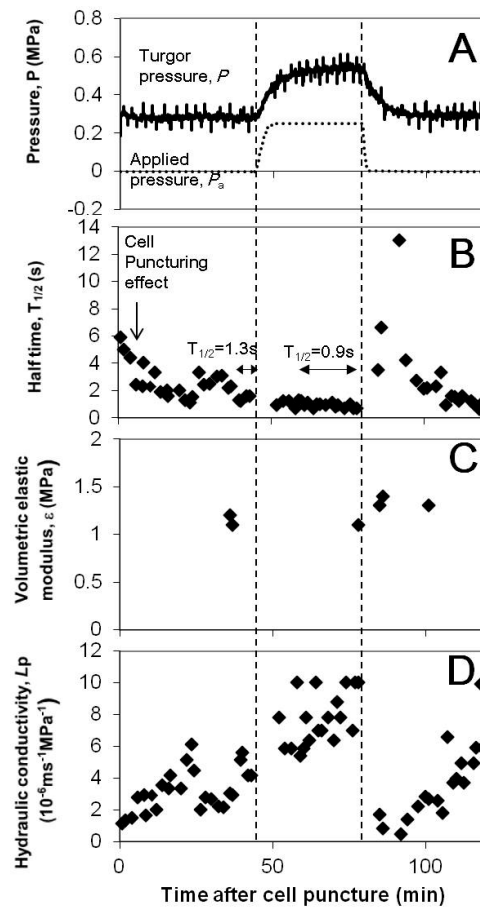 A
Pressure, P (MPa)
0.8
0.6
0.4
0.2
0
-0.2
Turgor
pressure, P
Applied
pressure, Pa
B
Half time, T1/2 (s)
14
12
10
8
6
4
2
0
Cell
Puncturing
effect
T1/2=1.3s
T1/2=0.9s
C
Volumetric elastic
modulus, ε (MPa)
2
1.5
1
0.5
0
D
Hydraulic conductivity, Lp
(10-6ms-1MPa-1)
12
10
8
6
4
2
0
0
50
100
Time after cell puncture (min)